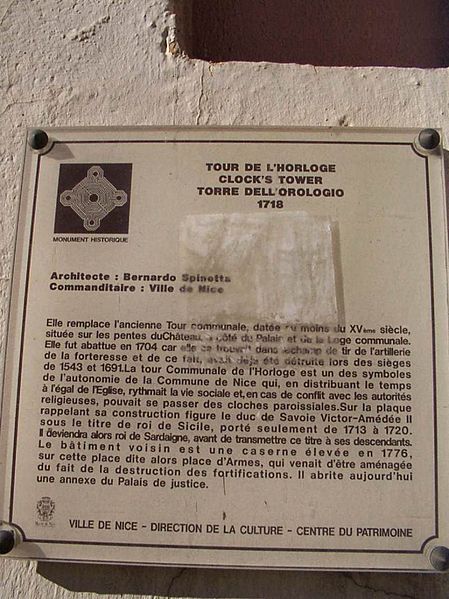 TOUR DE L'HORLOGE
CLOCK'S TOWER
TORRE DELL'OROLOGIO
1718
MONUMENT HISTORIQUE
Architecte : Bernardo Spinetta
Commanditaire : Ville de Nice
Elle remplace l'ancienne Tour communale, datée au moins du XVème siècle,
située sur les pentes duChâteau, à côté du Palais et de la Loge communale.
Elle fut abattue en 1704 car elle se trouvait dans le champ de tir de l'artillerie
de la forteresse et de ce fait, avait déjà été détruite lors des sièges
de 1543 et 1691.La tour Communale de l'Horloge est un des symboles
de l'autonomie de la Commune de Nice qui, en distribuant le temps
à l'égal de l'Eglise, rythmait la vie sociale et, en cas de conflit avec les autorités
religieuses, pouvait se passer des cloches paroissiales.Sur la plaque
rappelant sa construction figure le duc de Savoie Victor-Amédée II
sous le titre de roi de Sicile, porté seulement de 1713 à 1720.
Il deviendra alors roi de Sardaigne, avant de transmettre ce titre à ses descendants.
Le bâtiment voisin est une caserne élevée en 1776,
sur cette place dite alors place d'Armes, qui venait d'être aménagée
du fait de la destruction des fortifications. Il abrite aujourd'hui
une annexe du Palais de justice.
VILLE DE NICE - DIRECTION DE LA CULTURE - CENTRE DU PATRIMOINE